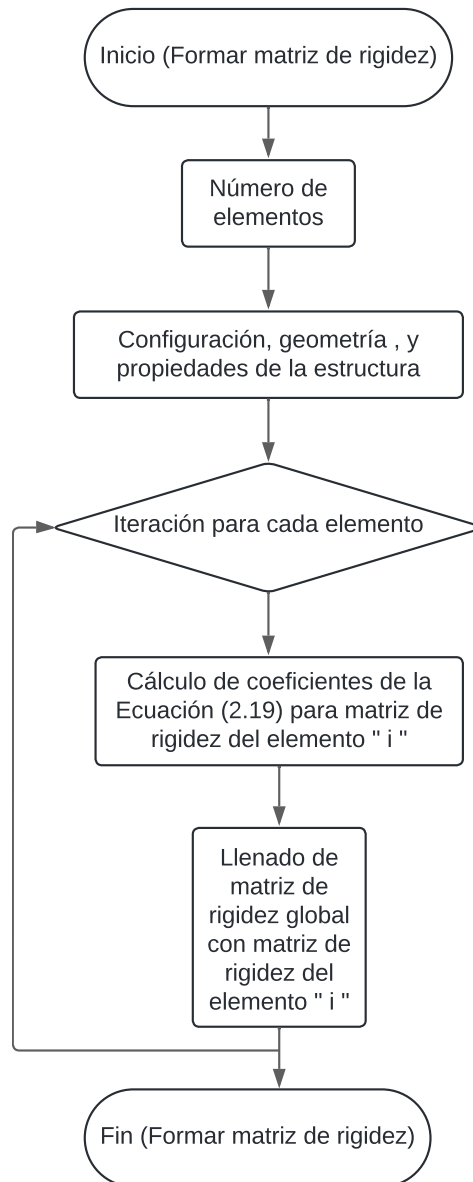 Inicio (Formar matriz de rigidez)
Número de
elementos
Configuración, geometría , y
propiedades de la estructura
Iteración para cada elemento
Cálculo de coeficientes de la
Ecuación (2.19) para matriz de
rigidez del elemento " i "
Llenado de
matriz de
rigidez global
con matriz de
rigidez del
elemento " i "
Fin (Formar matriz de rigidez)